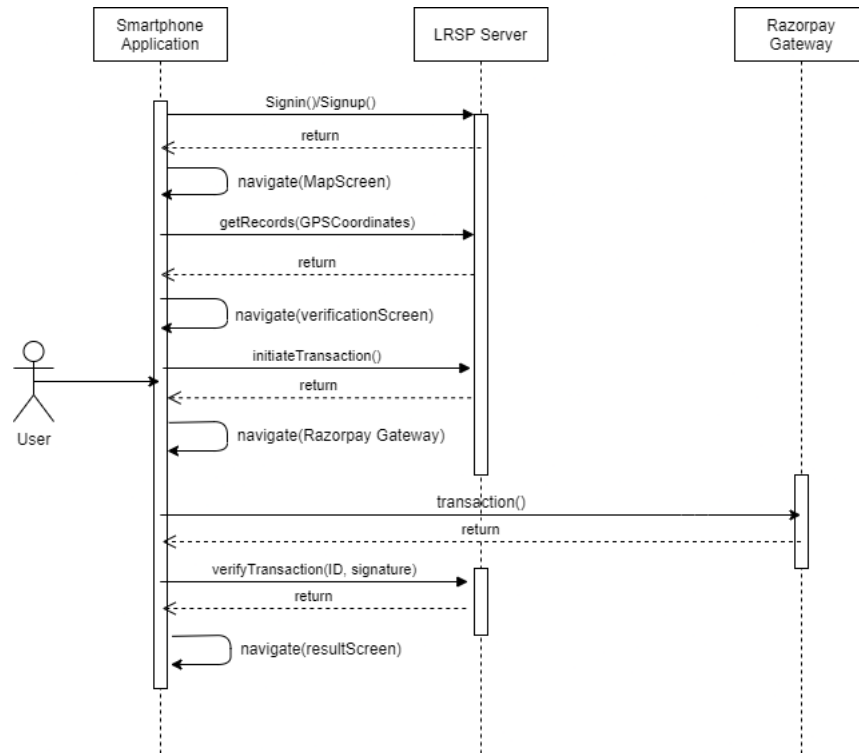 Smartphone
Application
LRSP Server
Razorpay
Gateway
Signin()/Signup()
return
navigate(MapScreen)
getRecords(GPSCoordinates)
return
navigate(verificationScreen)
initiateTransaction()
return
User
navigate(Razorpay Gateway)
transaction()
return
verifyTransaction(ID, signature)
return
navigate(resultScreen)